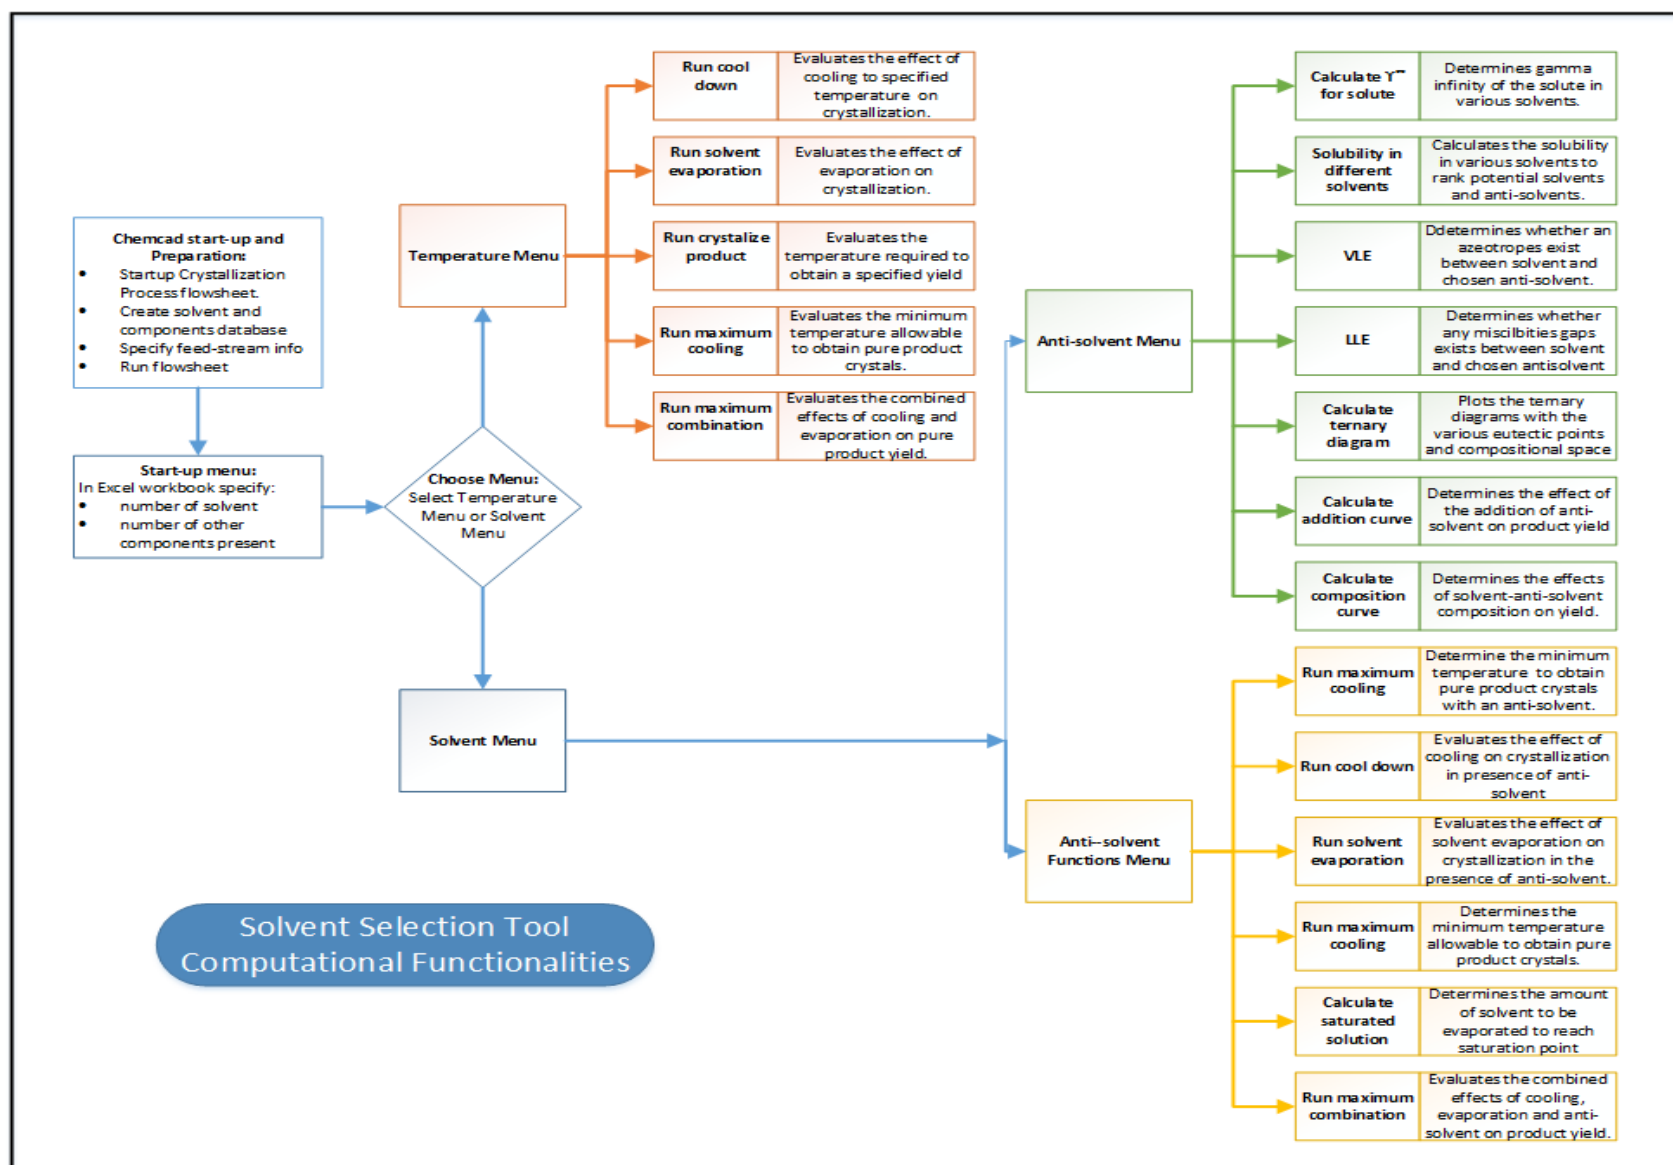 Chemcad start-up and
Preparation:
• Startup Crystallization
Process flowsheet.
• Create solvent and
components database
• Specify feed-stream info
• Run flowsheet
Start-up menu:
In Excel workbook specify:
• number of solvent
• number of other
components present
Choose Menu:
Select Temperature
Menu or Solvent
Menu
Temperature Menu
Run cool
down
Evaluates the effect of
cooling to specified
temperature on
crystallization.
Run solvent
evaporation
Evaluates the effect of
evaporation on
crystallization.
Run crystalize
product
Evaluates the
temperature required to
obtain a specified yield
Run maximum
cooling
Evaluates the minimum
temperature allowable
to obtain pure product
crystals.
Run maximum
combination
Evaluates the combined
effects of cooling and
evaporation on pure
product yield.
Solvent Menu
Anti-solvent Menu
Calculate ϒ∞
for solute
Determines gamma
infinity of the solute in
various solvents.
Solubility in
different
solvents
Calculates the solubility
in various solvents to
rank potential solvents
and anti-solvents.
VLE
Ddetermines whether an
azeotropes exist
between solvent and
chosen anti-solvent.
LLE
Determines whether
any miscilbities gaps
exists between solvent
and chosen antisolvent
Calculate
ternary
diagram
Plots the ternary
diagrams with the
various eutectic points
and compositional space
Calculate
addition curve
Determines the effect of
the addition of anti-
solvent on product yield
Calculate
composition
curve
Determines the effects
of solvent-anti-solvent
composition on yield.
Anti--solvent
Functions Menu
Run maximum
cooling
Determine the minimum
temperature to obtain
pure product crystals
with an anti-solvent.
Run cool down
Evaluates the effect of
cooling on crystallization
in presence of anti-
solvent
Run solvent
evaporation
Evaluates the effect of
solvent evaporation on
crystallization in the
presence of anti-solvent.
Run maximum
cooling
Determines the
minimum temperature
allowable to obtain pure
product crystals.
Calculate
saturated
solution
Determines the amount
of solvent to be
evaporated to reach
saturation point
Run maximum
combination
Evaluates the combined
effects of cooling,
evaporation and anti-
solvent on product yield.
Solvent Selection Tool
Computational Functionalities